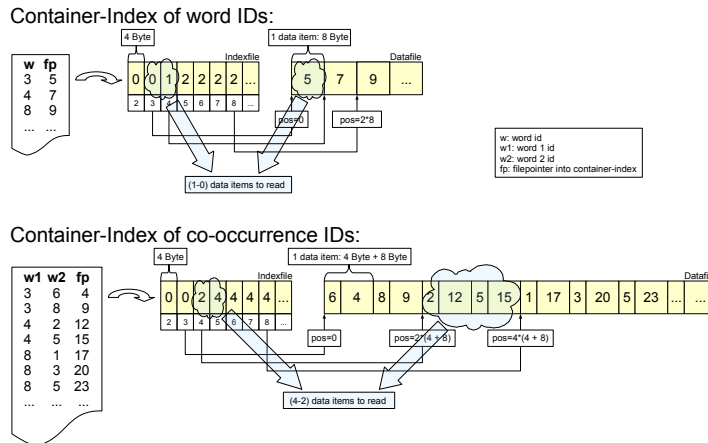 Container-Index of word IDs:
4 Byte
1 data item: 8 Byte
Indexfile
Datafile
w fp
3 5
4 7
8 9
... ...
0 0 1 2 2 2 2 ...
2 3 4 5 6 7 8 ...
5 7 9 ...
pos=0
pos=2*8
(1-0) data items to read
w: word id
w1: word 1 id
w2: word 2 id
fp: filepointer into container-index
Container-Index of co-occurrence IDs:
4 Byte
1 data item: 4 Byte + 8 Byte
Indexfile
Datafile
w1 w2 fp
3 6 4
3 8 9
4 2 12
4 5 15
8 1 17
8 3 20
8 5 23
... ... ...
0 0 2 4 4 4 4 ...
2 3 4 5 6 7 8 ...
6 4 8 9 2 12 5 15 1 17 3 20 5 23 ... ...
pos=0
pos=2*(4 + 8)
pos=4*(4 + 8)
(4-2) data items to read